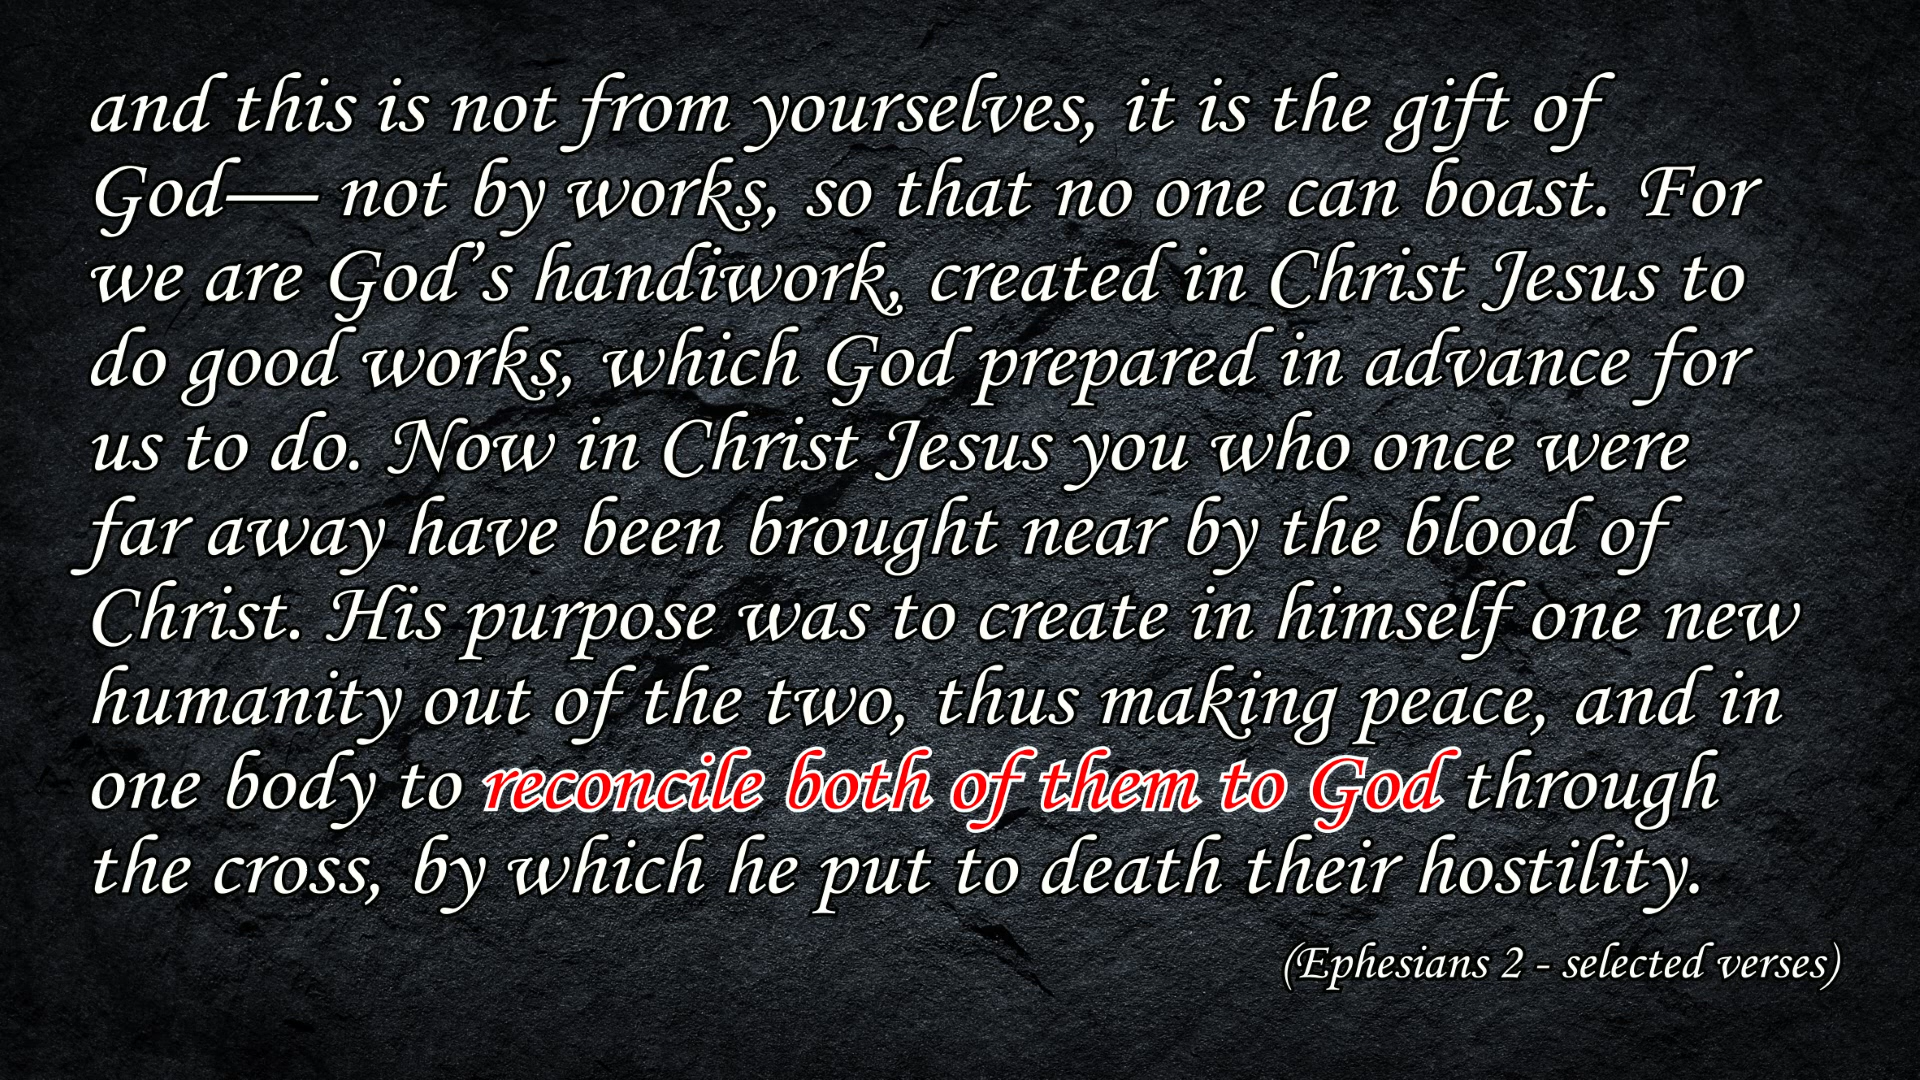 and this is not from yourselves, it is the gift of
God— not by works, so that no one can boast. For
we are God’s handiwork, created in Christ Jesus to
do good works, which God prepared in advance for
us to do. Now in Christ Jesus you who once were
far away have been brought near by the blood of
Christ. His purpose was to create in himself one new
humanity out of the two, thus making peace, and in
one body to reconcile both of them to God through
the cross, by which he put to death their hostility.
(Ephesians 2 - selected verses)